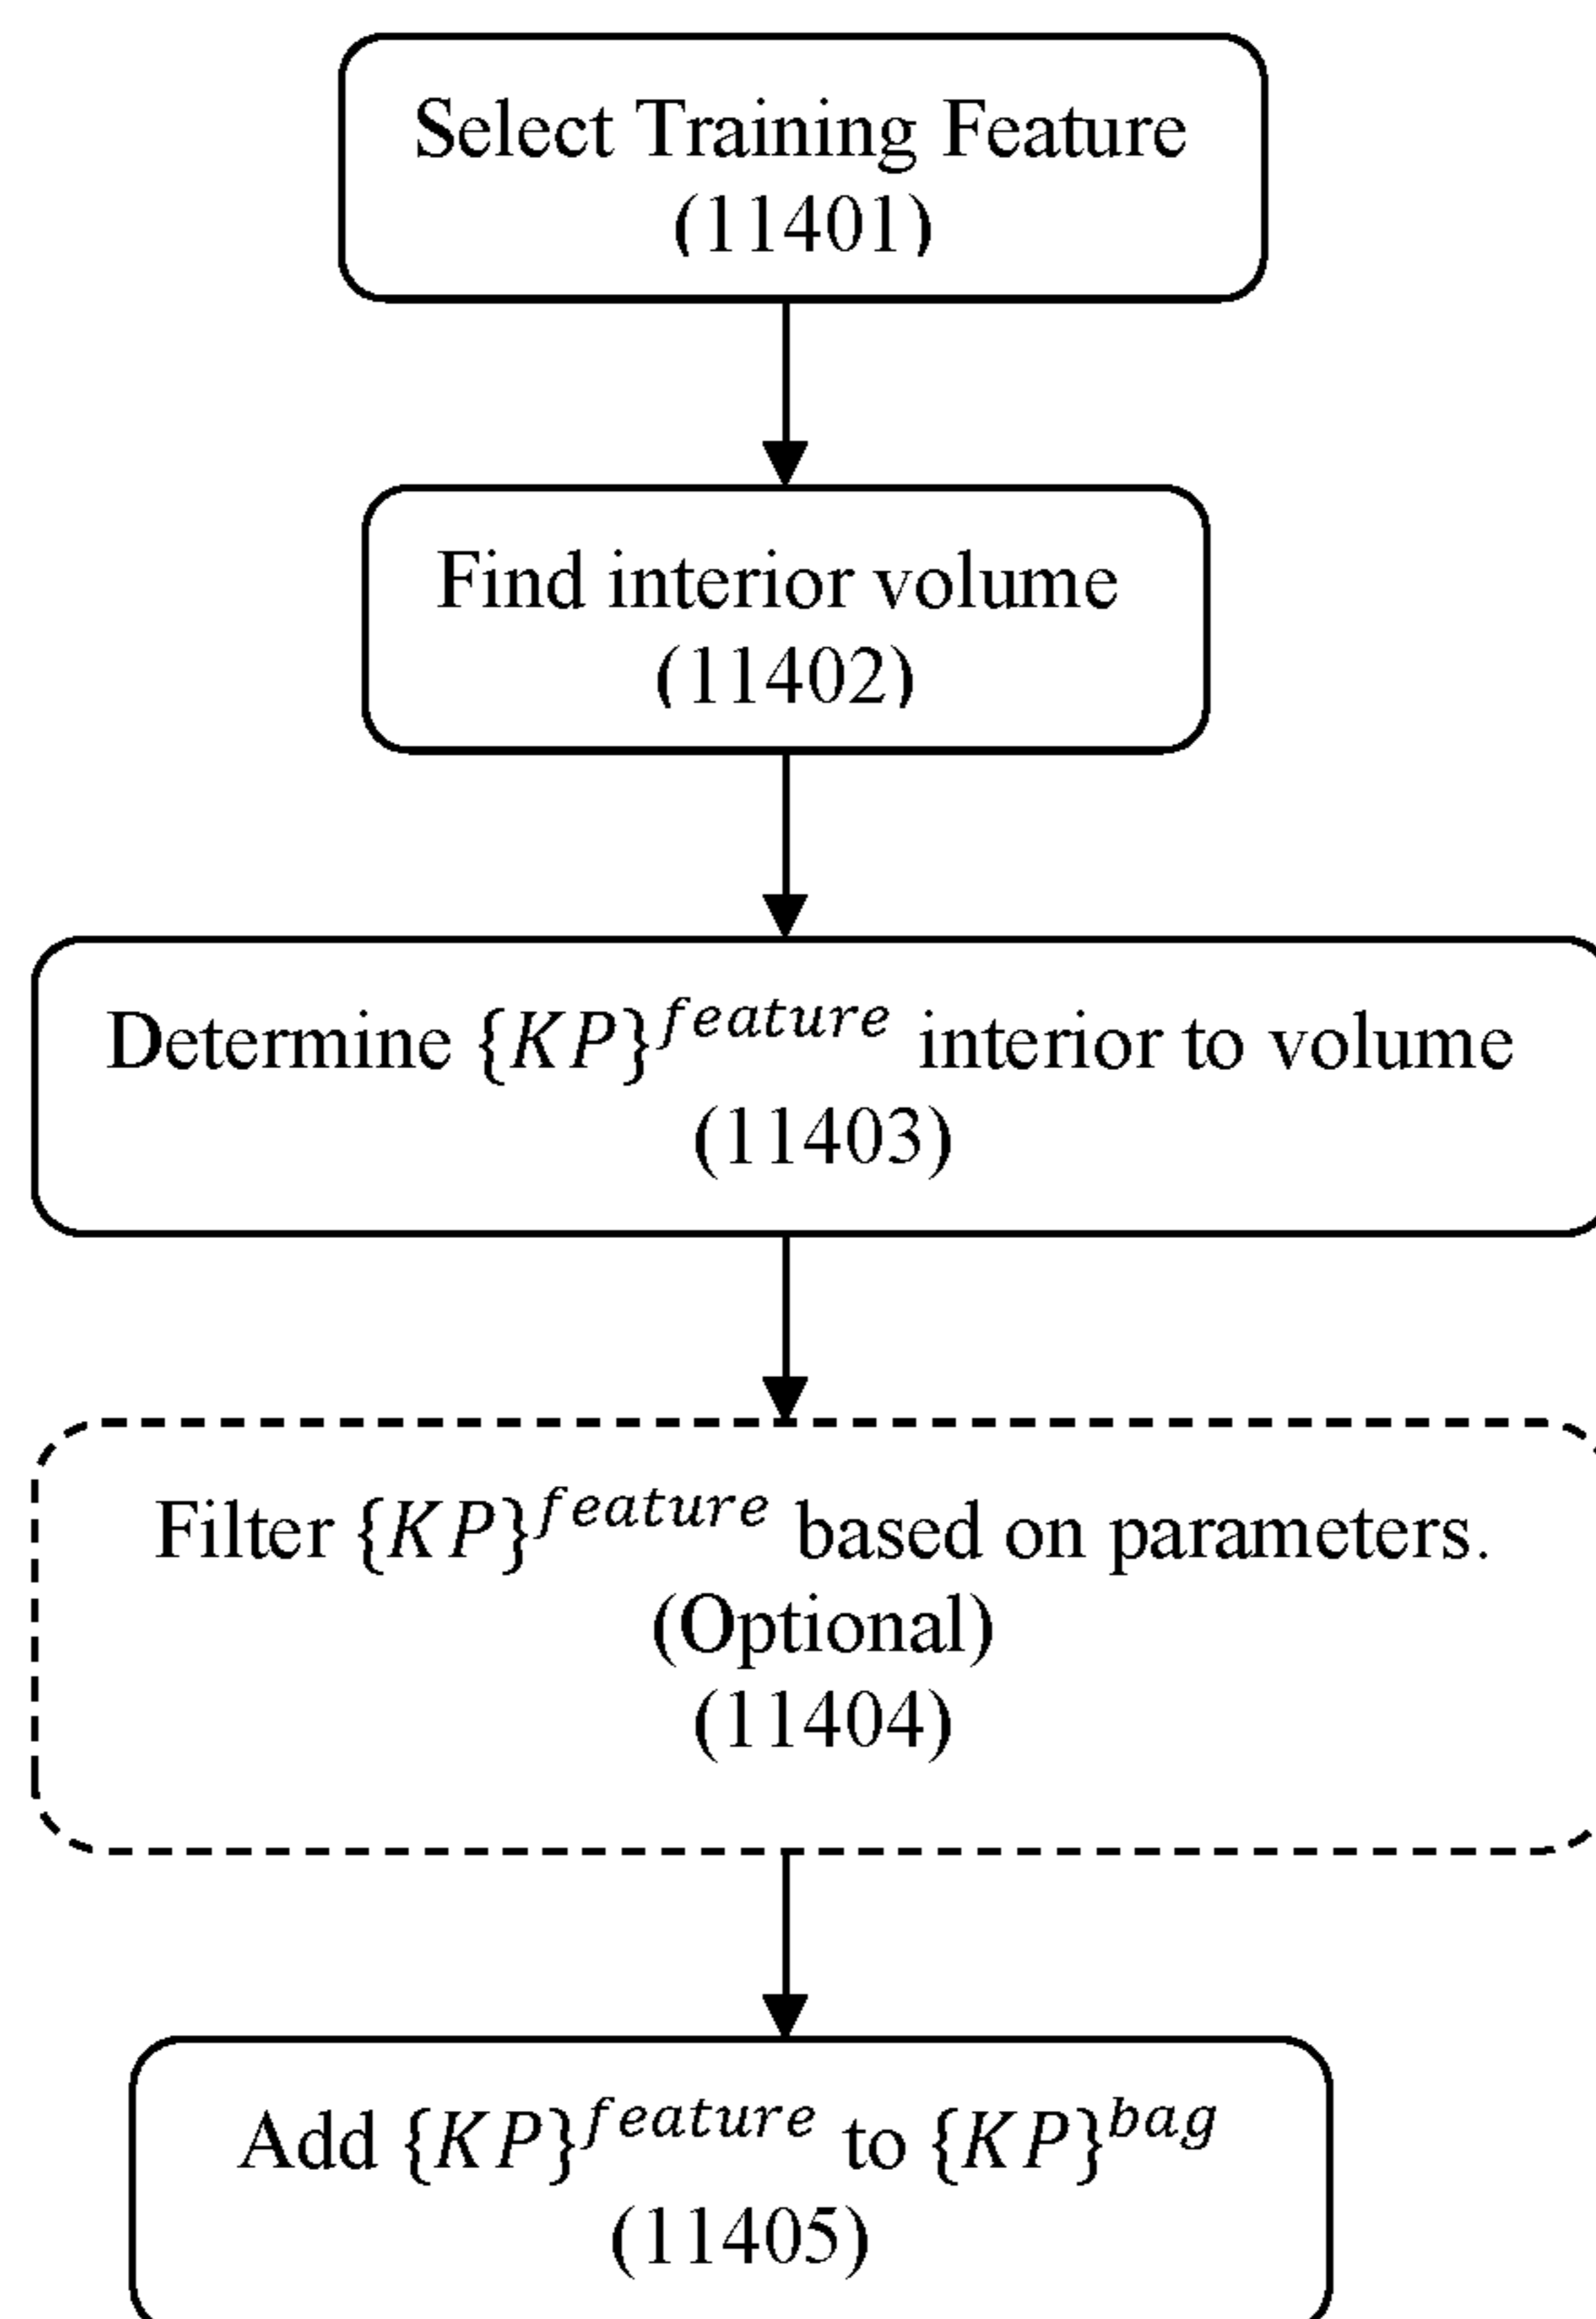 Select Training Feature
(11401)
Find interior volume
(11402)
Determine {KP}^feature interior to volume
(11403)
Filter {KP}^feature based on parameters.
(Optional)
(11404)
Add {KP}^feature to {KP}^bag
(11405)